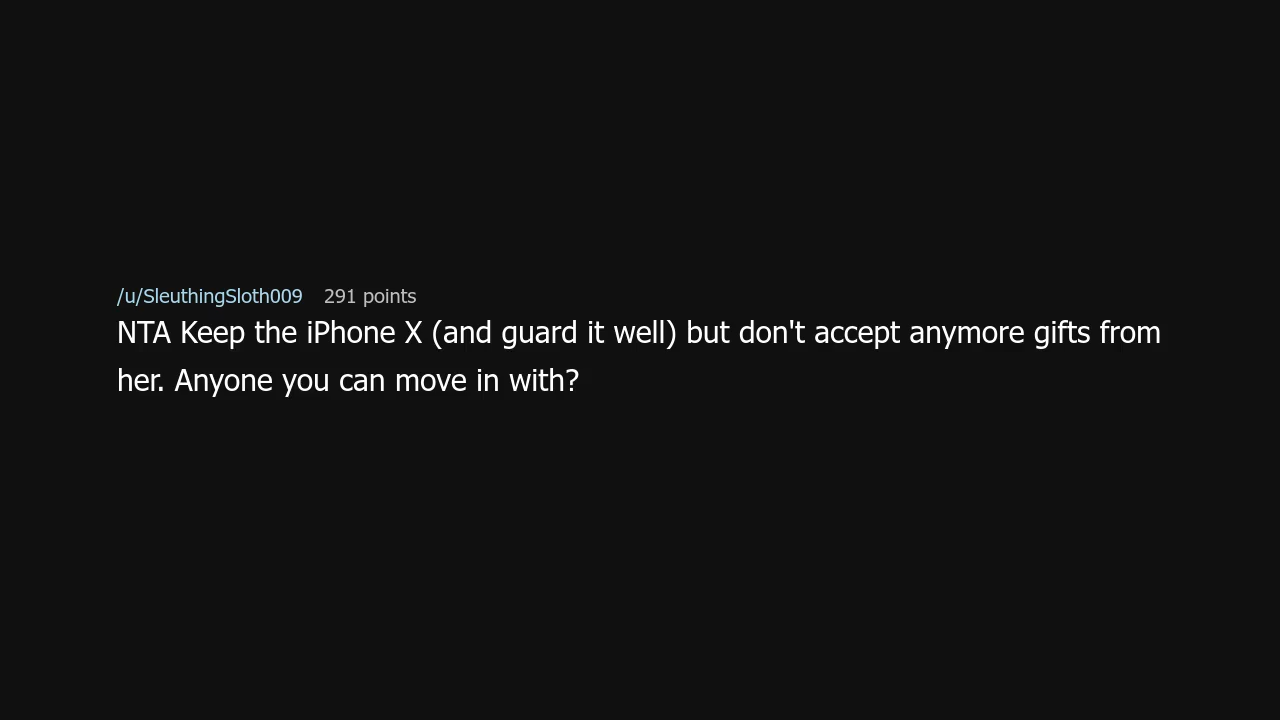 /u/SleuthingSloth009 291 points
NTA Keep the iPhone X (and guard it well) but don't accept anymore gifts from
her. Anyone you can move in with?